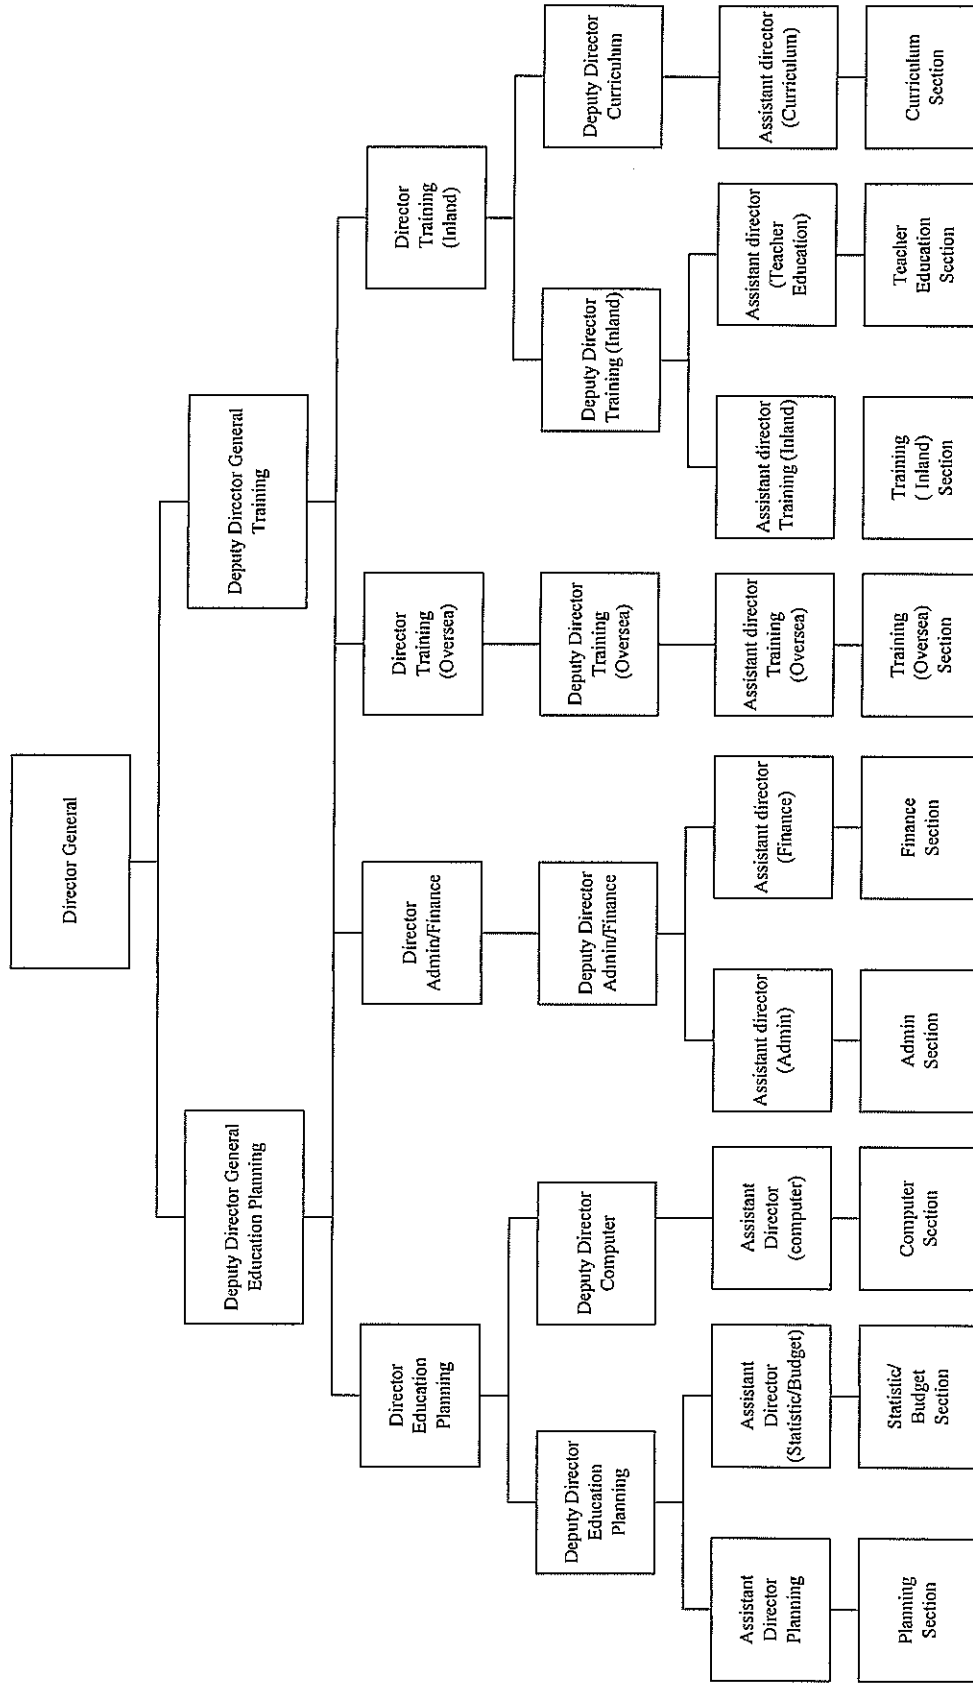 Director General
Deputy Director General
Education Planning
Deputy Director General
Training
Director
Education
Planning
Director
Admin/Finance
Director
Training
(Oversea)
Director
Training
(Inland)
Deputy Director
Education
Planning
Deputy Director
Computer
Deputy Director
Admin/Finance
Deputy Director
Training
(Oversea)
Deputy Director
Training (Inland)
Deputy Director
Curriculum
Assistant
Director
Planning
Assistant
Director
(Statistic/Budget)
Assistant
Director
(computer)
Assistant director
(Admin)
Assistant director
(Finance)
Assistant director
Training
(Oversea)
Assistant director
Training (Inland)
Assistant director
(Teacher
Education)
Assistant director
(Curriculum)
Planning
Section
Statistic/
Budget
Section
Computer
Section
Admin
Section
Finance
Section
Training
(Oversea)
Section
Training
( Inland)
Section
Teacher
Education
Section
Curriculum
Section